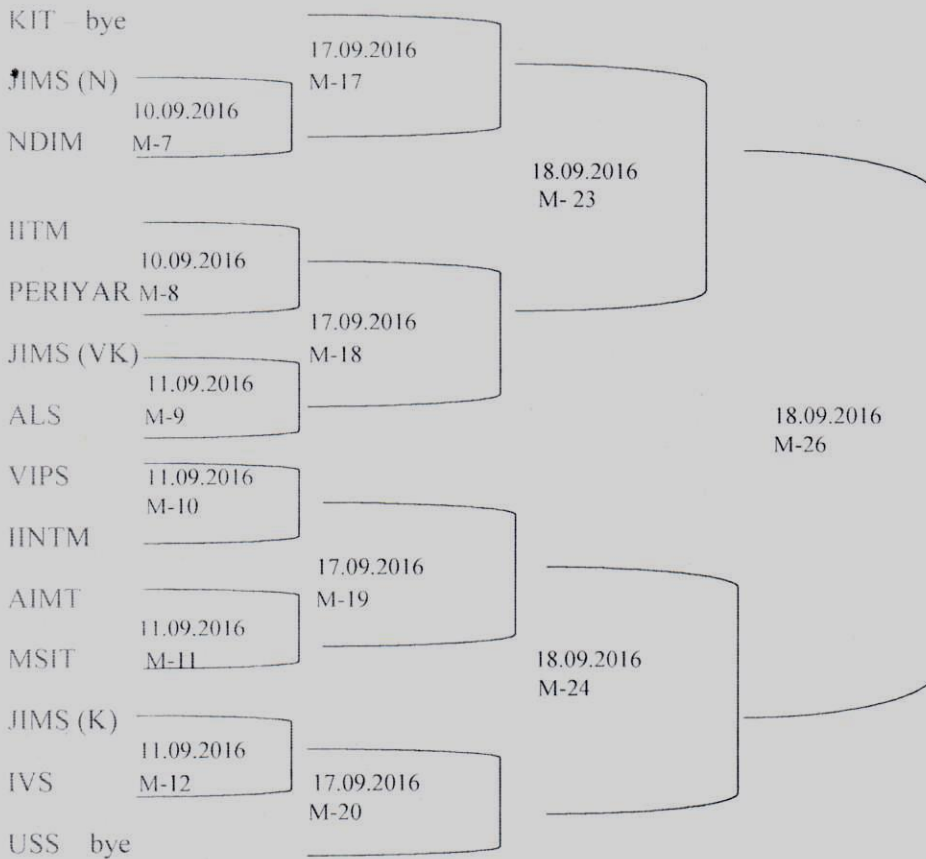 KIT bye
17.09.2016
M-17
JIMS (N)
10.09.2016
NDIM M-7
18.09.2016
M- 23
IITM
10.09.2016
PERIYAR M-8
17.09.2016
M-18
JIMS (VK)
11.09.2016
ALS M-9
18.09.2016
M-26
VIPS 11.09.2016
M-10
IINTM
17.09.2016
M-19
AIMT
11.09.2016
MSIT M-11
18.09.2016
M-24
JIMS (K)
11.09.2016
IVS M-12
17.09.2016
M-20
USS bye